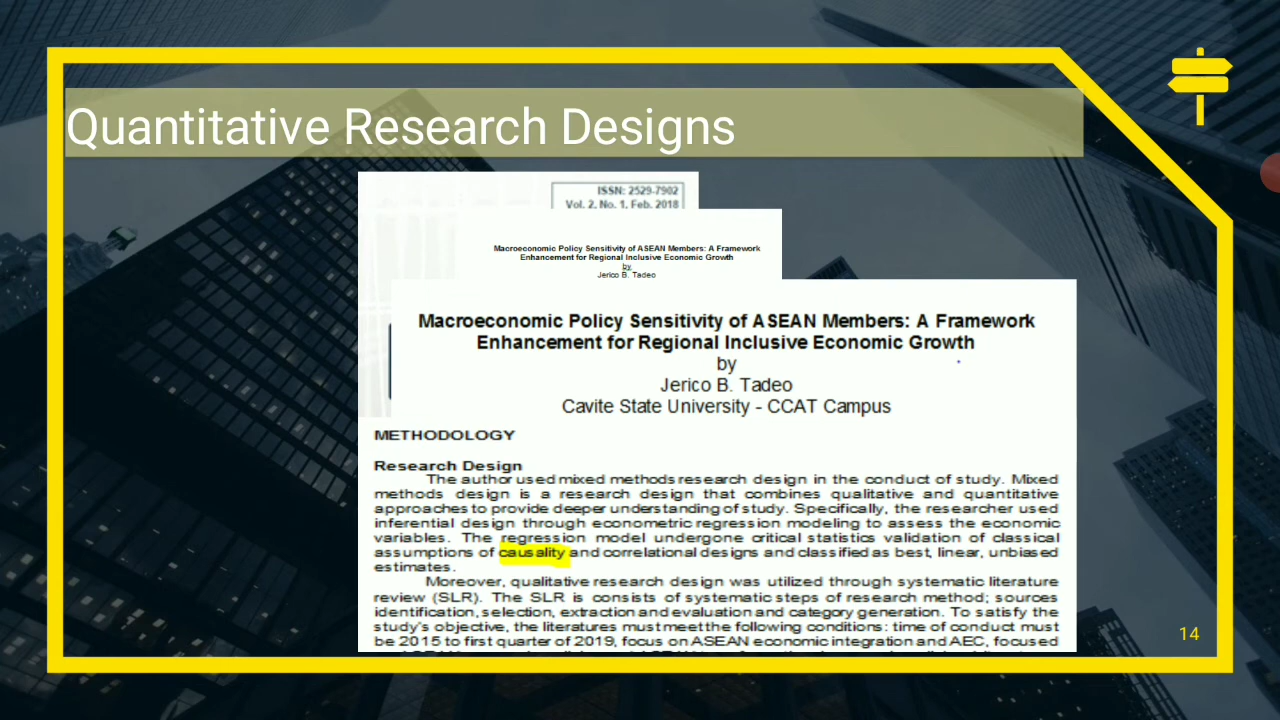 Quantitative Research Designs
ISSN: 2529-7902
Vol. 2, No. 1, Feb. 2018
Macroeconomic Policy Sensitivity of ASEAN Members: A Framework
Enhancement for Regional Inclusive Economic Growth
by
Jerico B. Tadeo
Macroeconomic Policy Sensitivity of ASEAN Members: A Framework
Enhancement for Regional Inclusive Economic Growth
by
Jerico B. Tadeo
Cavite State University - CCAT Campus
METHODOLOGY
Research Design
The author used mixed methods research design in the conduct of study. Mixed
methods design is a research design that combines qualitative and quantitative
approaches to provide deeper understanding of study. Specifically, the researcher used
inferential design through econometric regression modeling to assess the economic
variables. The regression model undergone critical statistics validation of classical
assumptions of causality and correlational designs and classified as best, linear, unbiased
estimates.
Moreover, qualitative research design was utilized through systematic literature
review (SLR). The SLR is consists of systematic steps of research method; sources
identification, selection, extraction and evaluation and category generation. To satisfy the
study's objective, the literatures must meet the following conditions: time of conduct must
be 2015 to first quarter of 2019, focus on ASEAN economic integration and AEC, focused
14